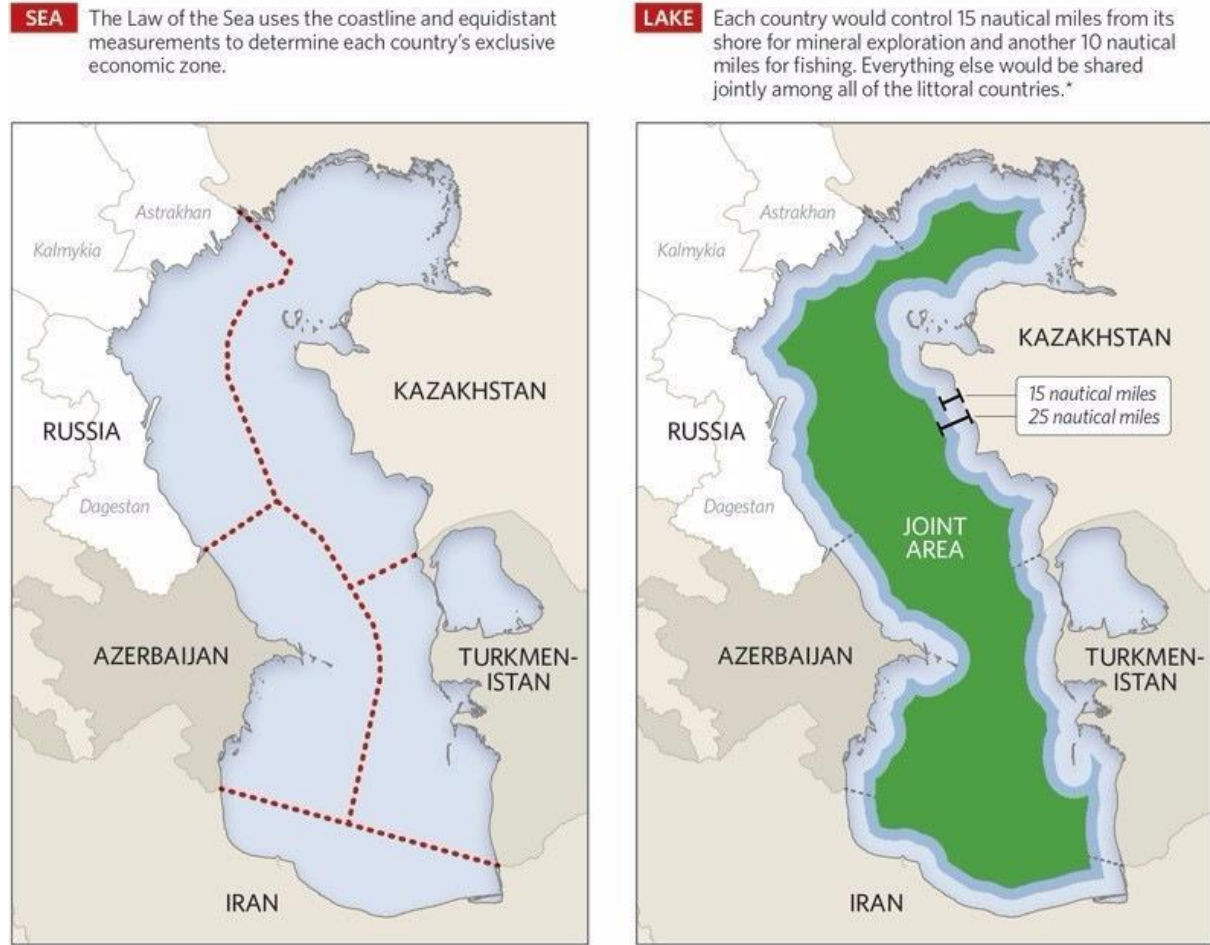 SEA
The Law of the Sea uses the coastline and equidistant
measurements to determine each country's exclusive
economic zone.
Astrakhan
Kalmykia
KAZAKHSTAN
RUSSIA
Dagestan
AZERBAIJAN
TURKMEN-
ISTAN
IRAN
LAKE
Each country would control 15 nautical miles from its
shore for mineral exploration and another 10 nautical
miles for fishing. Everything else would be shared
jointly among all of the littoral countries.*
Astrakhan
Kalmykia
KAZAKHSTAN
15 nautical miles
25 nautical miles
RUSSIA
Dagestan
JOINT
AREA
AZERBAIJAN
TURKMEN-
ISTAN
IRAN